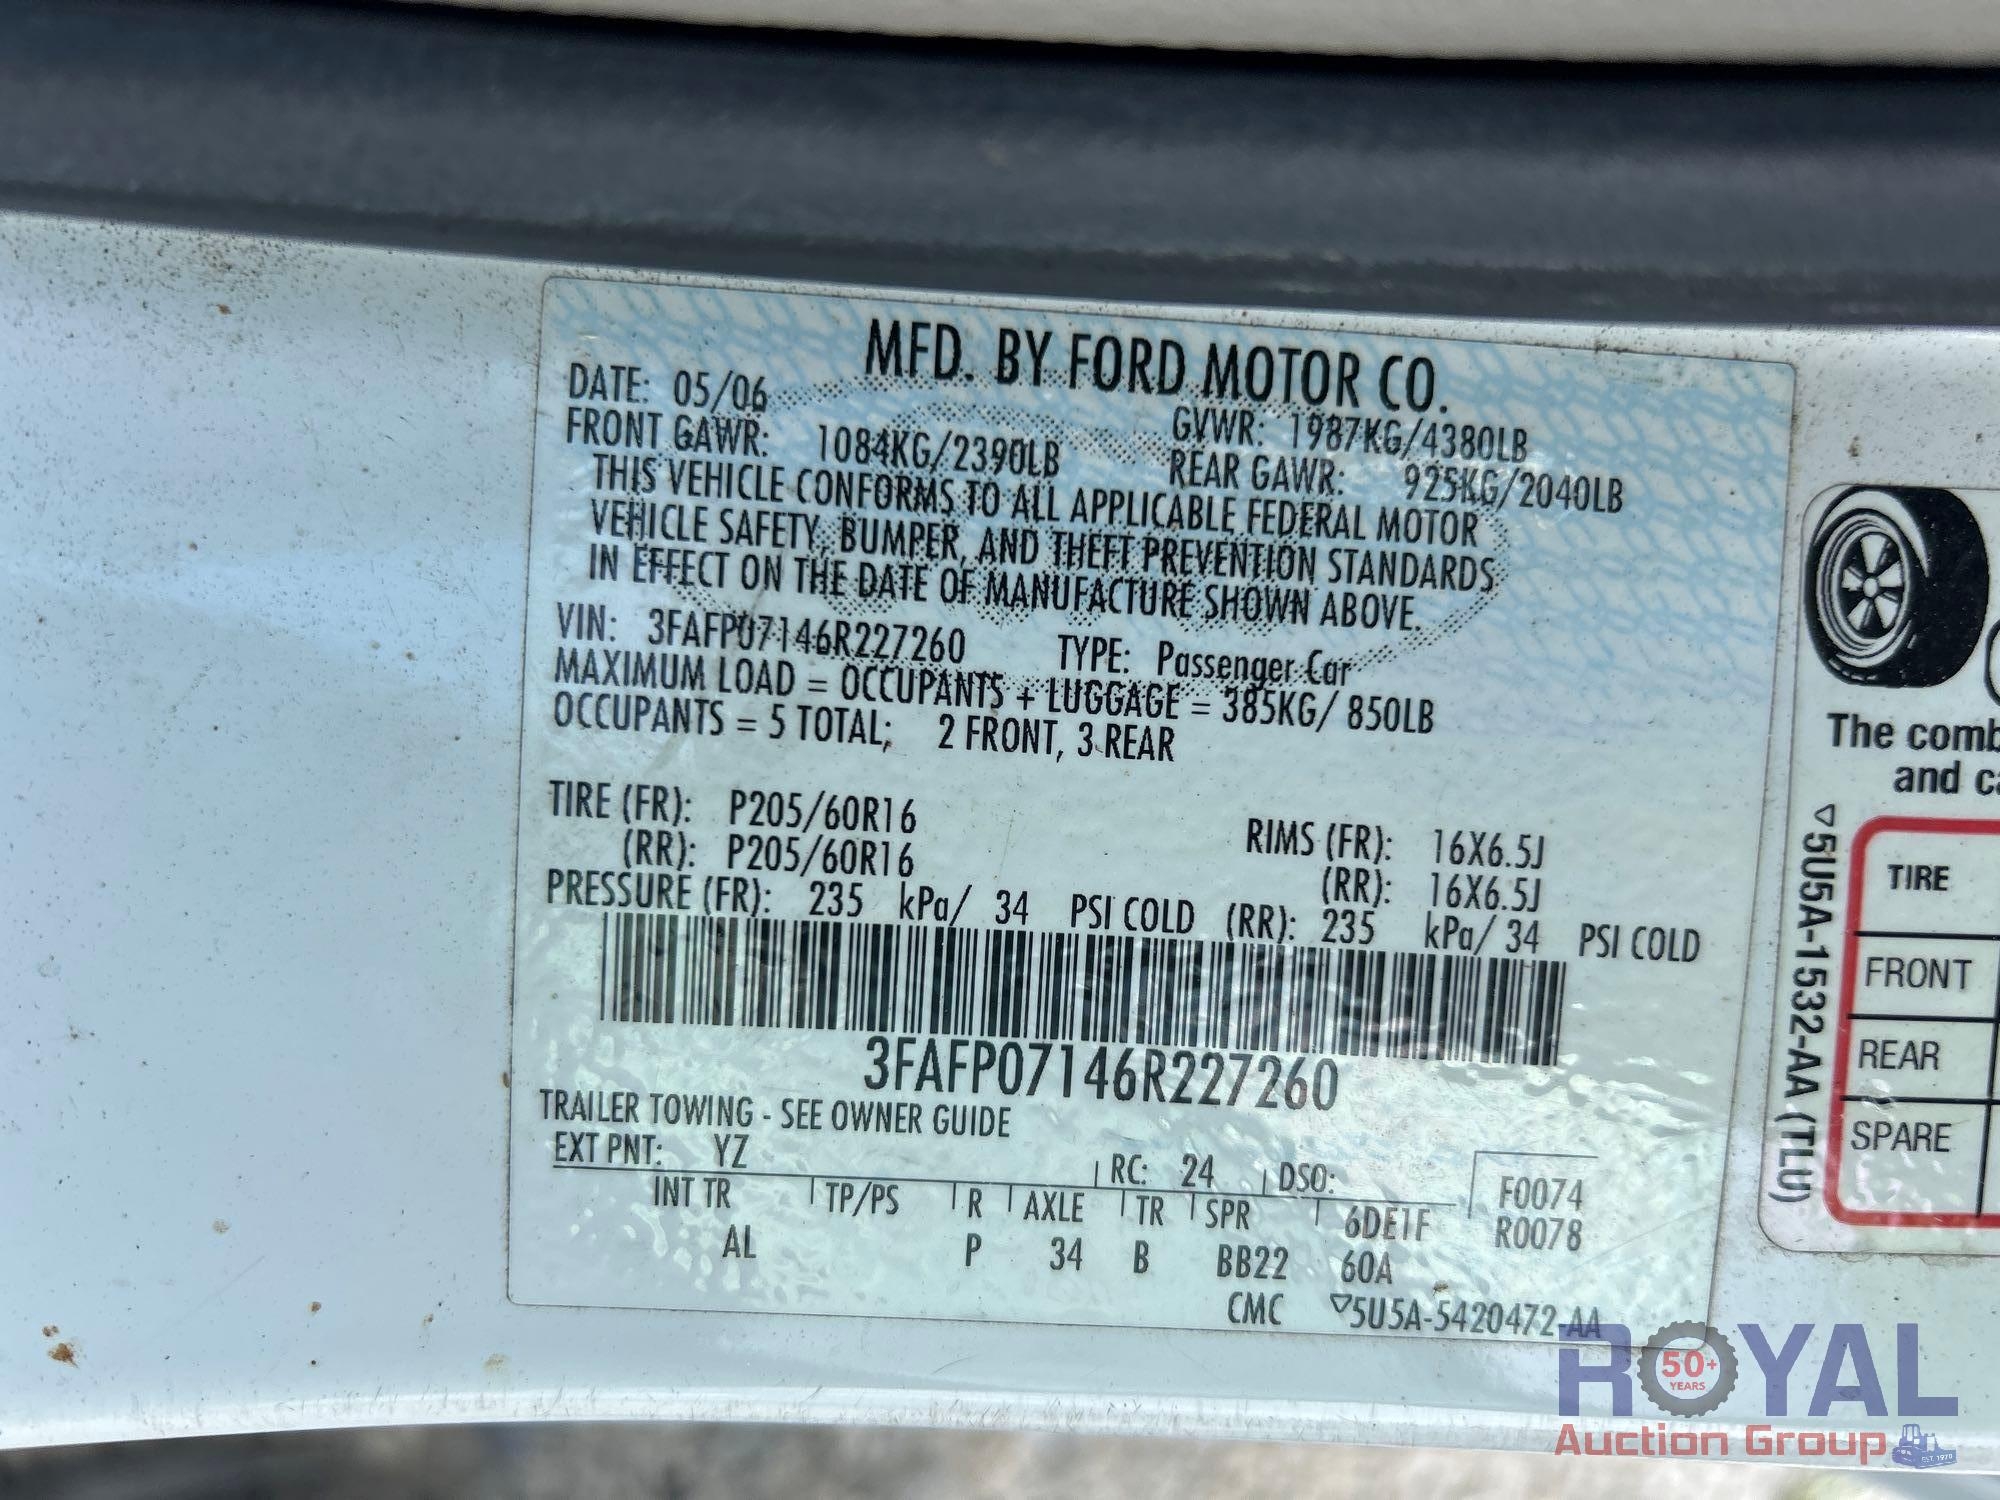 MFD. BY FORD MOTOR CO.
DATE: 05/06 GVWR: 1987KG/4380LB
FRONT GAWR: 1084KG/2390LB REAR GAWR: 925KG/2040LB
THIS VEHICLE CONFORMS TO ALL APPLICABLE FEDERAL MOTOR
VEHICLE SAFETY, BUMPER, AND THEFT PREVENTION STANDARDS
IN EFFECT ON THE DATE OF MANUFACTURE SHOWN ABOVE.
VIN: 3FAFP07146R227260 TYPE: Passenger Car
MAXIMUM LOAD = OCCUPANTS + LUGGAGE = 385KG/ 850LB
OCCUPANTS = 5 TOTAL; 2 FRONT, 3 REAR
TIRE (FR): P205/60R16 RIMS (FR): 16X6.5J
(RR): P205/60R16 (RR): 16X6.5J
PRESSURE (FR): 235 kPa/ 34 PSI COLD (RR): 235 kPa/ 34 PSI COLD
3FAFP07146R227260
TRAILER TOWING - SEE OWNER GUIDE
EXT PNT: YZ RC: 24 DSO: F0074
INT TR TP/PS R AXLE TR SPR 6DE1F R0078
AL P 34 B BB22 60A
CMC ▽5U5A-5420472-AA
The comb
and ca
▽5U5A-1532-AA (TLU)
TIRE
FRONT
REAR
SPARE
ROYAL
50+
YEARS
Auction Group
EST. 1970